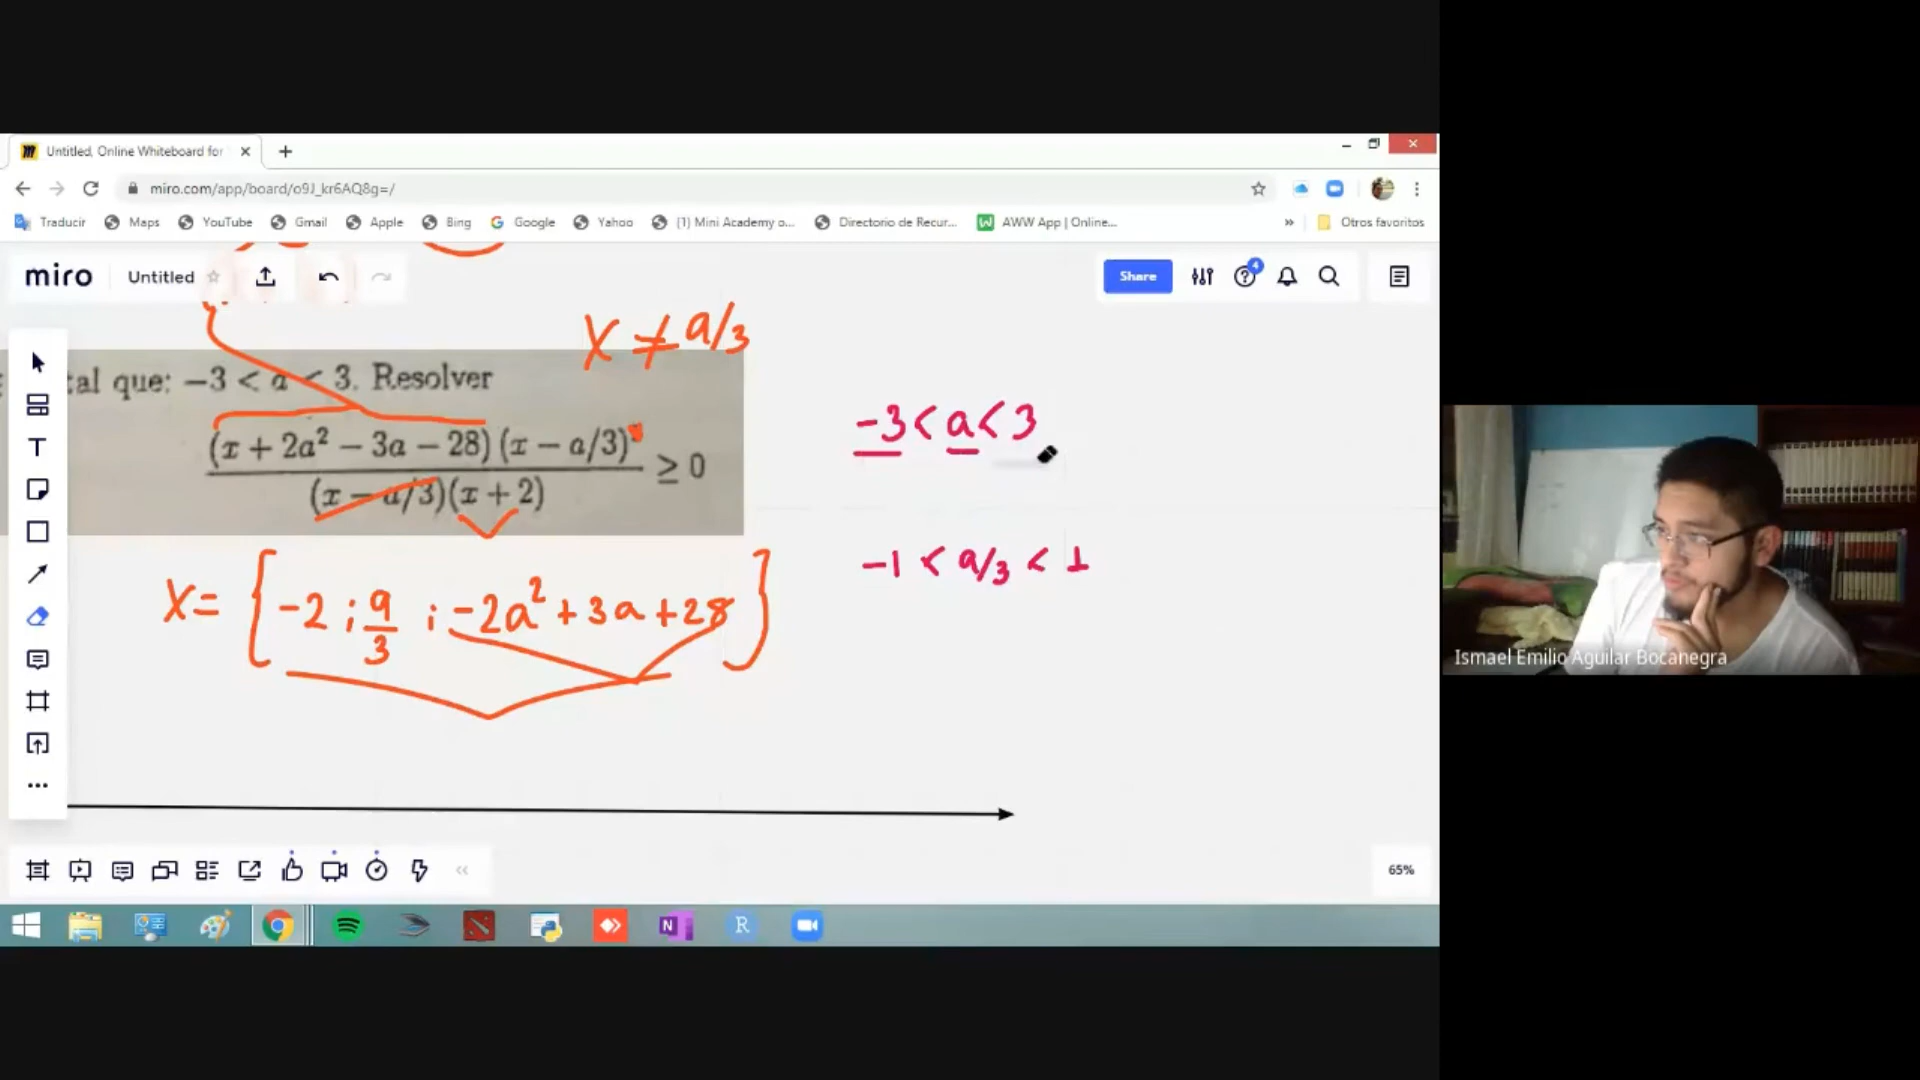 Untitled, Online Whiteboard for
miro.com/app/board/o9J_kr6AQ8g=/
Traducir Maps YouTube Gmail Apple Bing Google Yahoo (1) Mini Academy o... Directorio de Recur... AWW App | Online... » Otros favoritos
miro Untitled Share 4
x ≠ a/3
tal que: −3 < a < 3. Resolver
(x + 2a² − 3a − 28) (x − a/3)
(x − a/3)(x + 2)
≥ 0
-3 < a < 3
-1 < a/3 < 1
X = { -2 ; a/3 ; -2a² + 3a + 28 }
65%
Ismael Emilio Aguilar Bocanegra